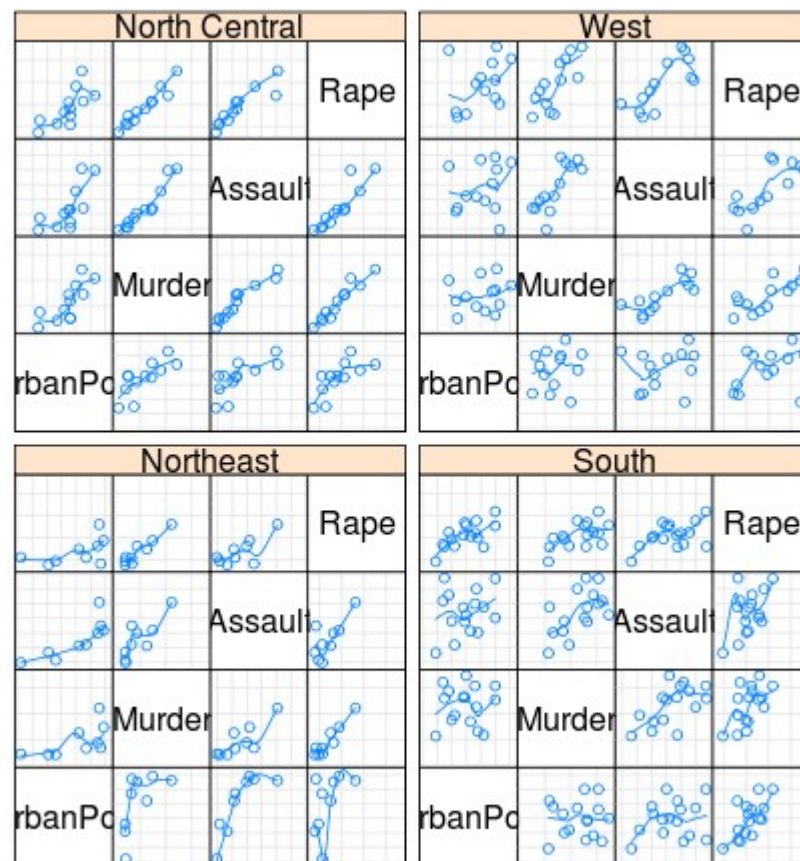 North Central
West
Rape
Rape
Assault
Assault
Murder
Murder
rbanPo
rbanPo
Northeast
South
Rape
Rape
Assault
Assault
Murder
Murder
rbanPo
rbanPo